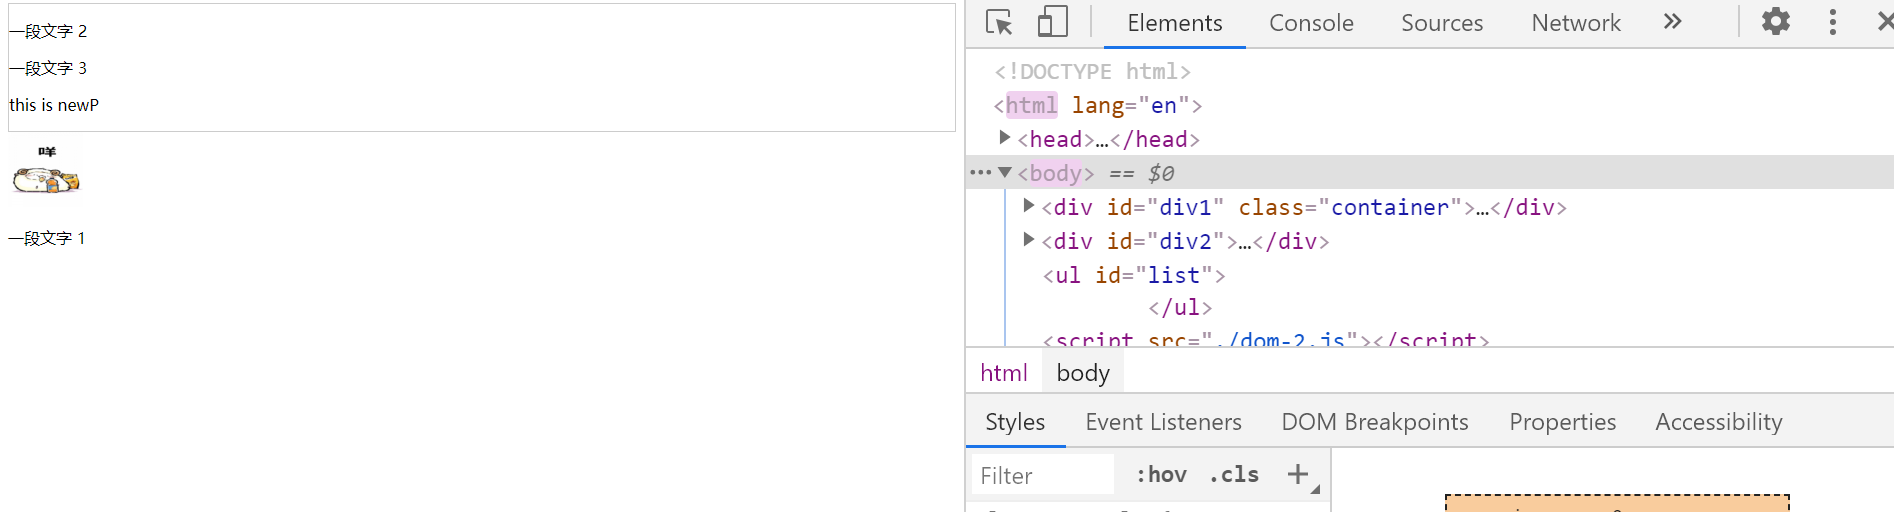 一段文字 2
一段文字 3
this is newP
咩
一段文字 1
Elements Console Sources Network
<!DOCTYPE html>
<html lang="en">
<head>…</head>
<body> == $0
<div id="div1" class="container">…</div>
<div id="div2">…</div>
<ul id="list">
</ul>
<script src="./dom-2.js"></script>
html body
Styles Event Listeners DOM Breakpoints Properties Accessibility
Filter :hov .cls